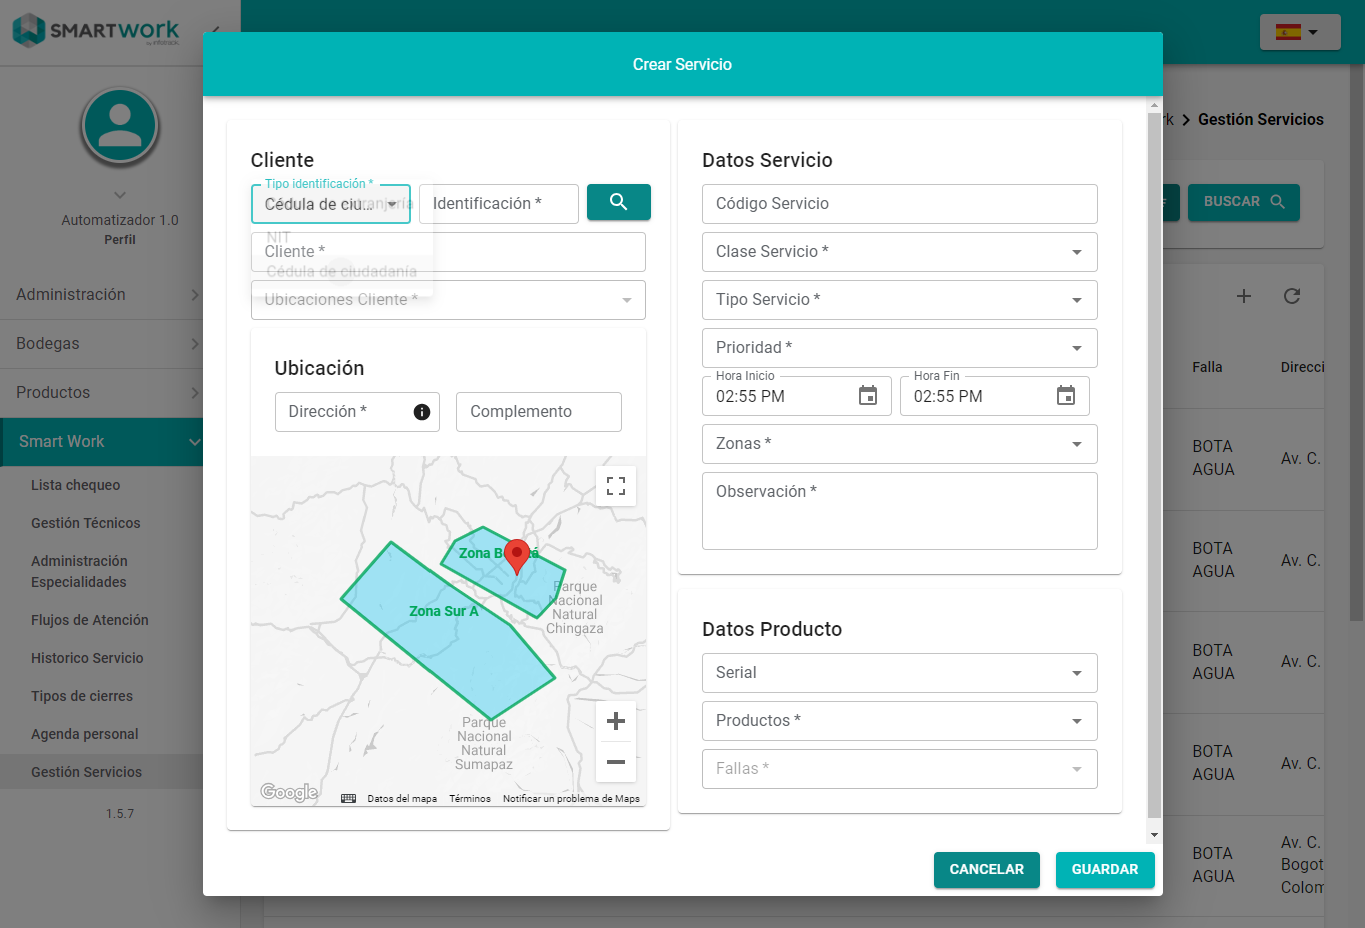 SMARTwork
by infotrack
Crear Servicio
Gestión Servicios
Automatizador 1.0
Perfil
Administración
Bodegas
Productos
Smart Work
Lista chequeo
Gestión Técnicos
Administración
Especialidades
Flujos de Atención
Historico Servicio
Tipos de cierres
Agenda personal
Gestión Servicios
1.5.7
Cliente
Tipo identificación *
Cédula de ciu...
Identificación *
NIT
Cliente *
Cédula de ciudadanía
Ubicaciones Cliente *
Ubicación
Dirección *
Complemento
Zona Sur A
Parque
Nacional
Natural
Chingaza
Parque
Nacional
Natural
Sumapaz
Google
Datos del mapa
Términos
Notificar un problema de Maps
Datos Servicio
Código Servicio
Clase Servicio *
Tipo Servicio *
Prioridad *
Hora Inicio
02:55 PM
Hora Fin
02:55 PM
Zonas *
Observación *
Datos Producto
Serial
Productos *
Fallas *
CANCELAR
GUARDAR
BUSCAR
Falla
Direcci
BOTA
AGUA
Av. C.
BOTA
AGUA
Av. C.
BOTA
AGUA
Av. C.
BOTA
AGUA
Av. C.
BOTA
AGUA
Av. C.
Bogot
Colom